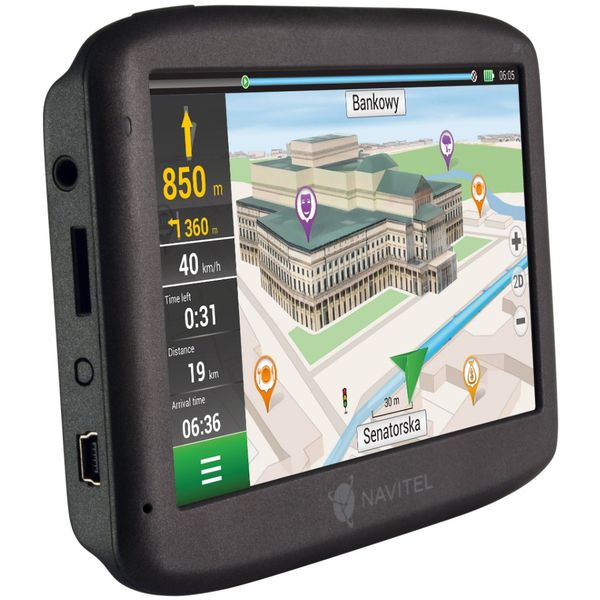 06:05
Bankowy
850 m
360 m
40 km/h
Time left
0:31
Distance
19 km
Arrival time
06:36
2D
30 m
Senatorska
NAVITEL